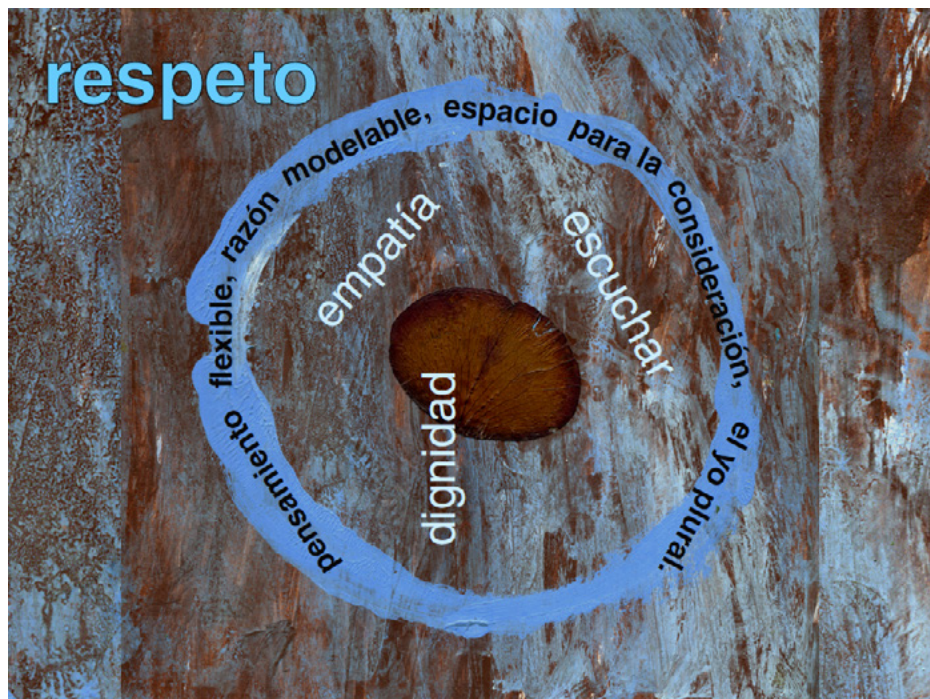 respeto
pensamiento flexible, razón modelable, espacio para la consideración, el yo plural.
empatía
escuchar
dignidad